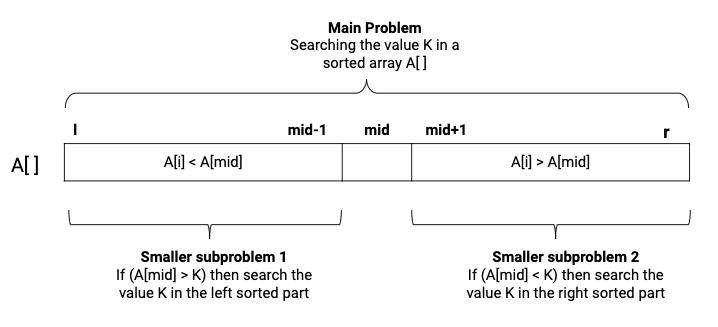 Main Problem
Searching the value K in a
sorted array A[ ]
l mid-1 mid mid+1 r
A[ ] A[i] < A[mid] A[i] > A[mid]
Smaller subproblem 1
If (A[mid] > K) then search the
value K in the left sorted part
Smaller subproblem 2
If (A[mid] < K) then search the
value K in the right sorted part